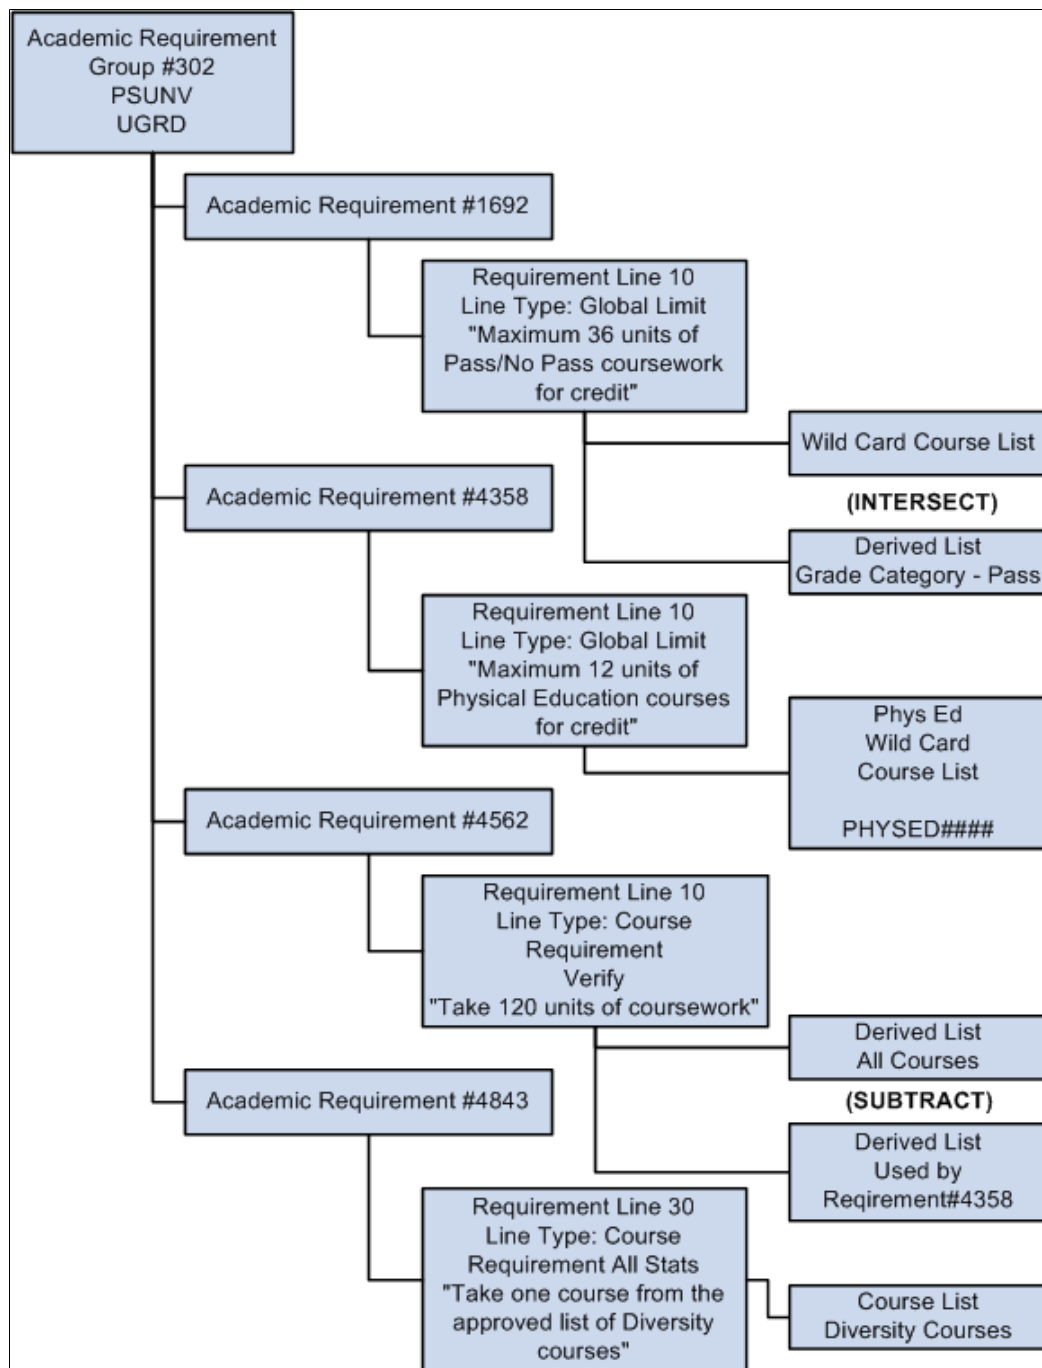 Academic Requirement
Group #302
PSUNV
UGRD
Academic Requirement #1692
Requirement Line 10
Line Type: Global Limit
"Maximum 36 units of
Pass/No Pass coursework
for credit"
Wild Card Course List
(INTERSECT)
Derived List
Grade Category - Pass
Academic Requirement #4358
Requirement Line 10
Line Type: Global Limit
"Maximum 12 units of
Physical Education courses
for credit"
Phys Ed
Wild Card
Course List
PHYSED####
Academic Requirement #4562
Requirement Line 10
Line Type: Course
Requirement
Verify
"Take 120 units of coursework"
Derived List
All Courses
(SUBTRACT)
Derived List
Used by
Reqirement#4358
Academic Requirement #4843
Requirement Line 30
Line Type: Course
Requirement All Stats
"Take one course from the
approved list of Diversity
courses"
Course List
Diversity Courses